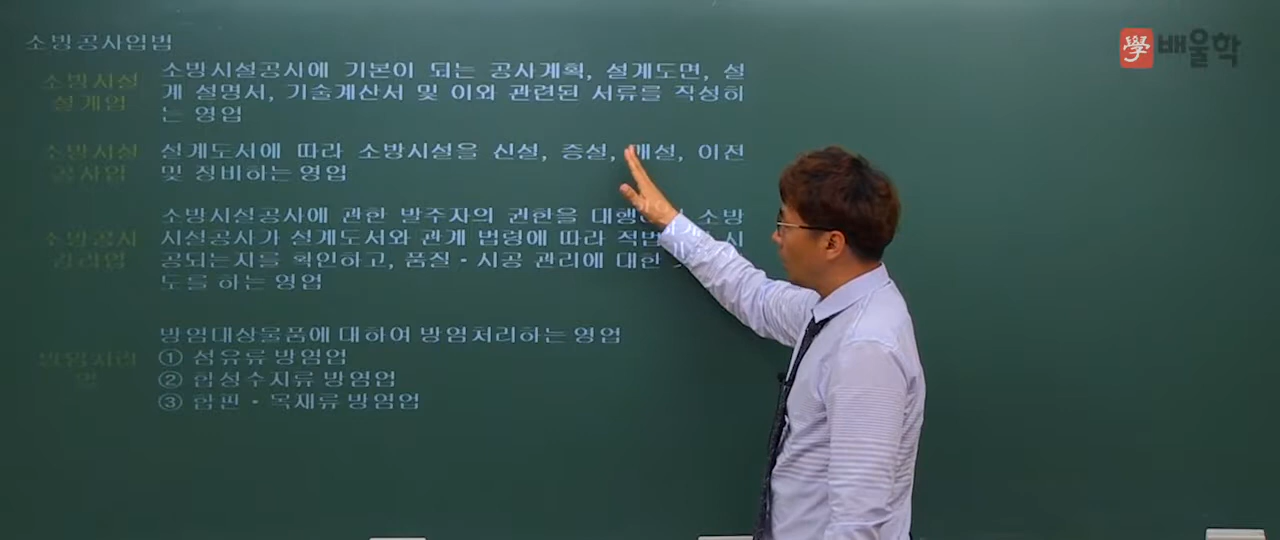 소방공사업법
學 배울학
소방시설
설계업
소방시설공사에 기본이 되는 공사계획, 설계도면, 설
계 설명서, 기술계산서 및 이와 관련된 서류를 작성하
는 영업
소방시설
공사업
설계도서에 따라 소방시설을 신설, 증설, 개설, 이전
및 정비하는 영업
소방공사
감리업
소방시설공사에 관한 발주자의 권한을 대행 소방
시설공사가 설계도서와 관계 법령에 따라 적법 시
공되는지를 확인하고, 품질·시공 관리에 대한
도를 하는 영업
방염처리
업
방염대상물품에 대하여 방염처리하는 영업
① 섬유류 방염업
② 합성수지류 방염업
③ 합판·목재류 방염업